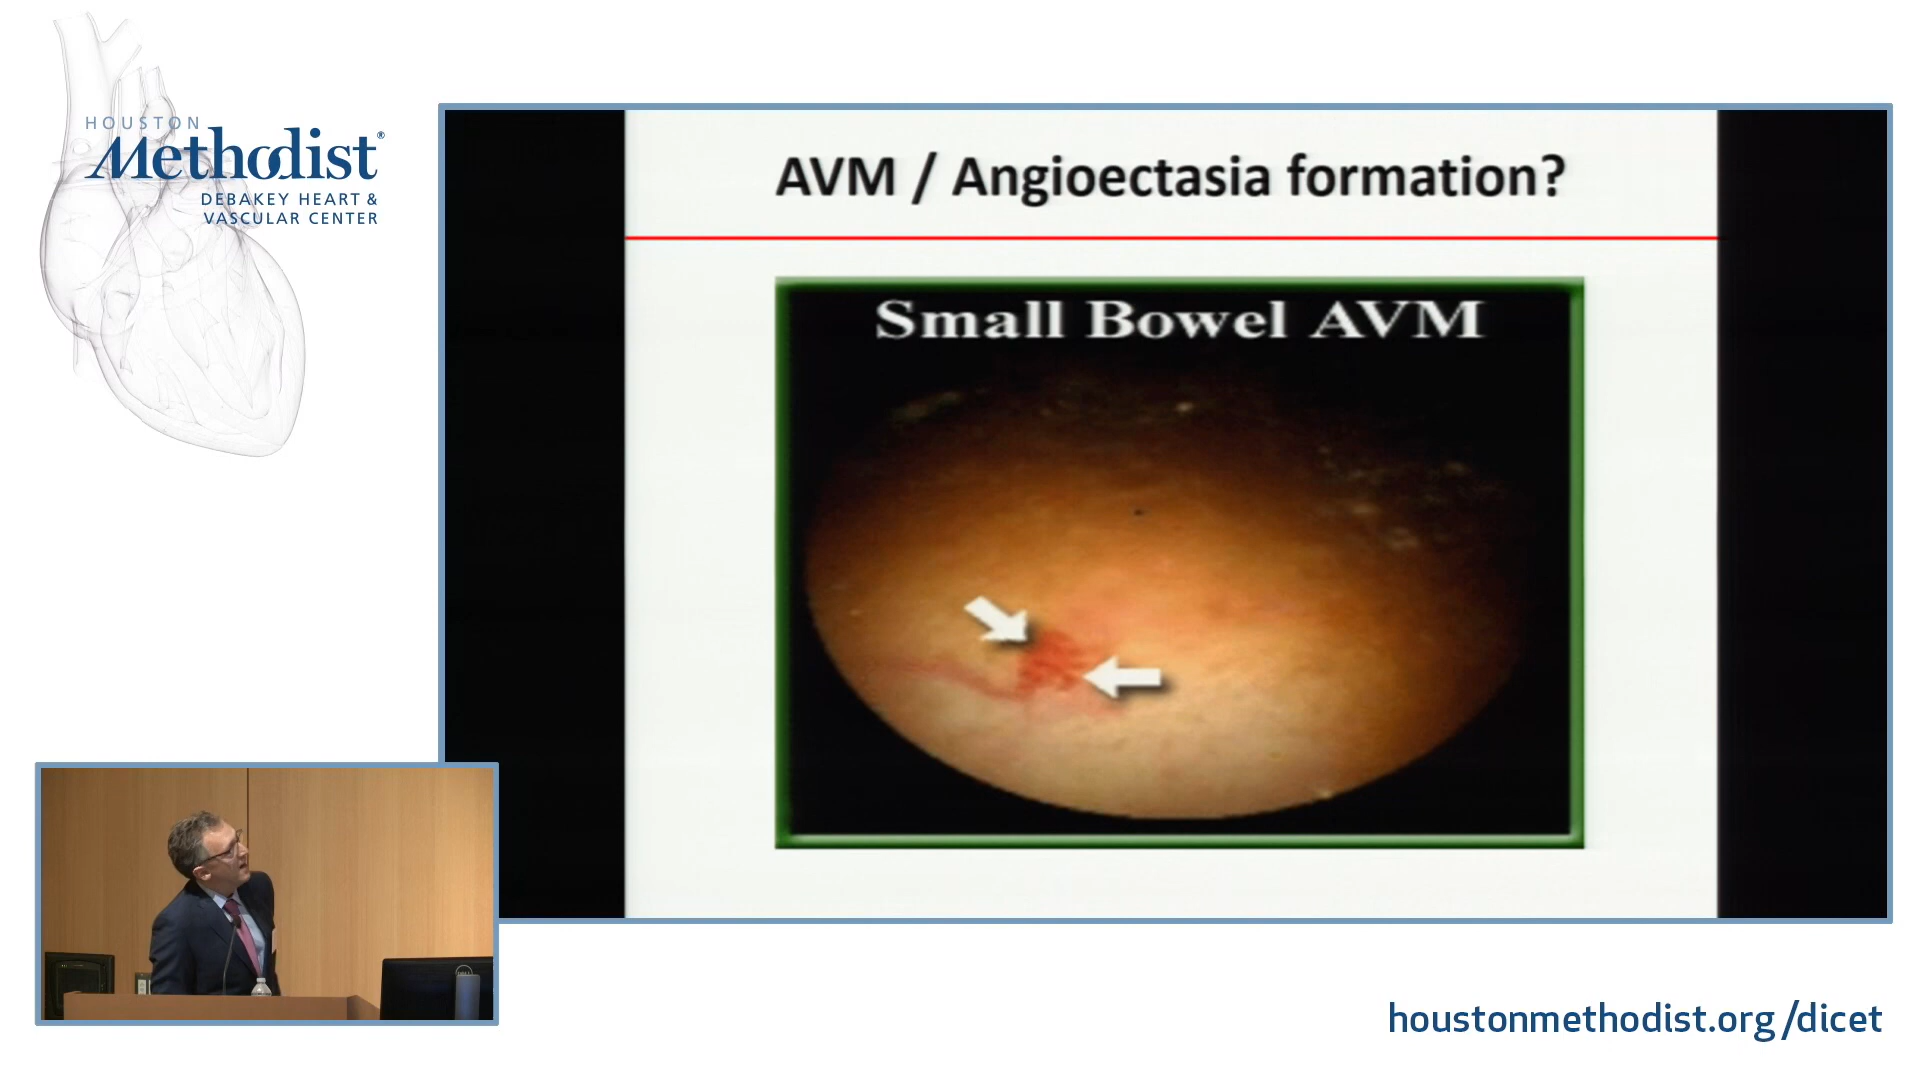 HOUSTON
Methodist®
DEBAKEY HEART &
VASCULAR CENTER
AVM / Angioectasia formation?
Small Bowel AVM
houstonmethodist.org/dicet